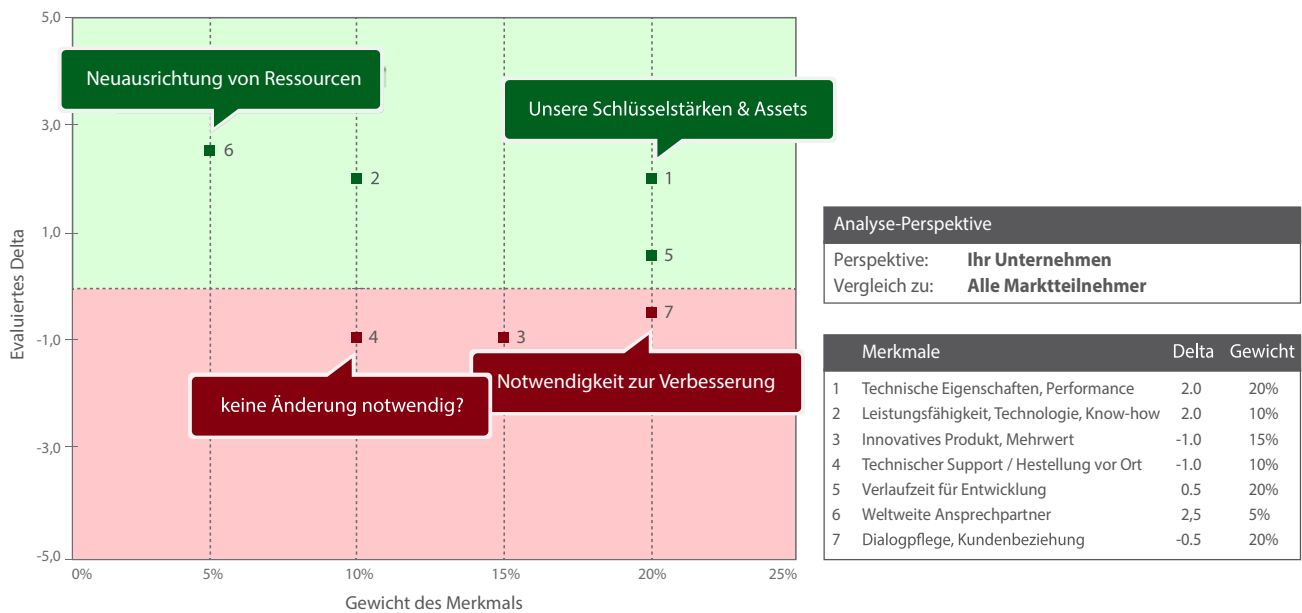 5,0
3,0
1,0
-1,0
-3,0
-5,0
Evaluiertes Delta
0%
5%
10%
15%
20%
25%
Gewicht des Merkmals
Neuausrichtung von Ressourcen
Unsere Schlüsselstärken & Assets
6
2
1
5
7
4
3
keine Änderung notwendig?
Notwendigkeit zur Verbesserung
Analyse-Perspektive
Perspektive: Ihr Unternehmen
Vergleich zu: Alle Marktteilnehmer
Merkmale Delta Gewicht
1 Technische Eigenschaften, Performance 2.0 20%
2 Leistungsfähigkeit, Technologie, Know-how 2.0 10%
3 Innovatives Produkt, Mehrwert -1.0 15%
4 Technischer Support / Hestellung vor Ort -1.0 10%
5 Verlaufzeit für Entwicklung 0.5 20%
6 Weltweite Ansprechpartner 2,5 5%
7 Dialogpflege, Kundenbeziehung -0.5 20%